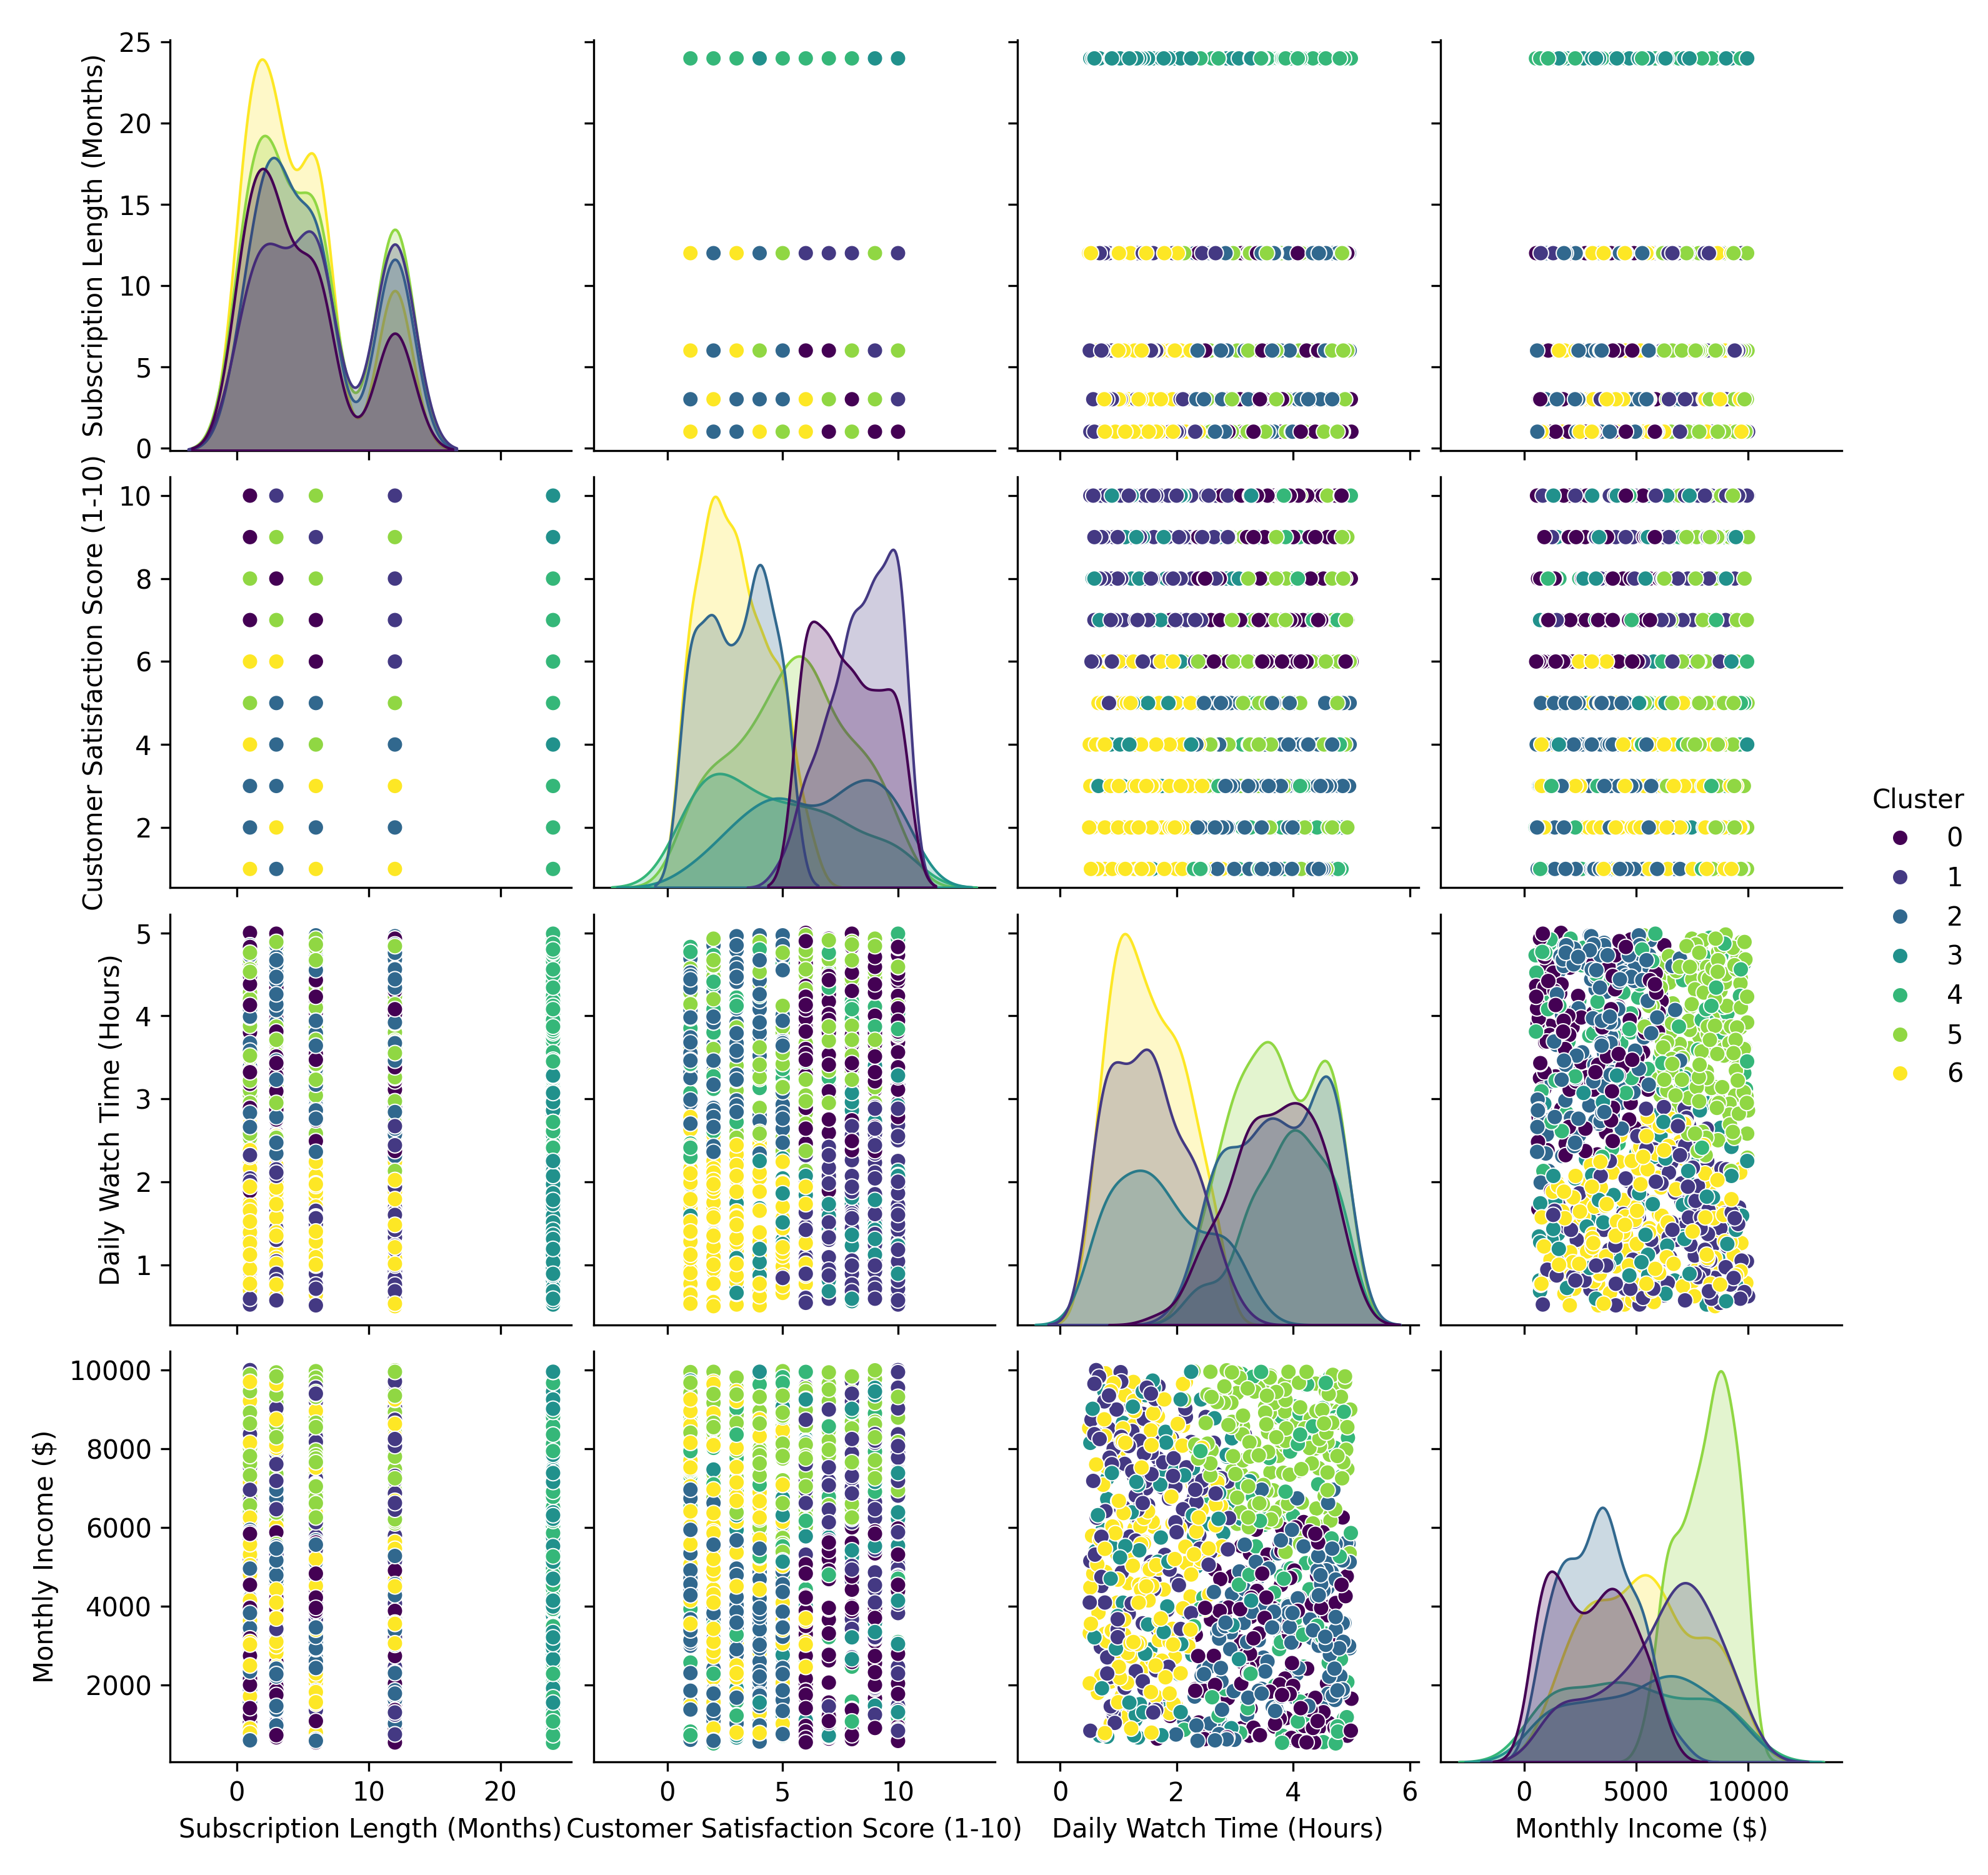 25
20
15
10
5
0
Subscription Length (Months)
10
8
6
4
2
Customer Satisfaction Score (1-10)
5
4
3
2
1
Daily Watch Time (Hours)
10000
8000
6000
4000
2000
Monthly Income ($)
0 10 20
Subscription Length (Months)
0 5 10
Customer Satisfaction Score (1-10)
0 2 4 6
Daily Watch Time (Hours)
0 5000 10000
Monthly Income ($)
Cluster
0
1
2
3
4
5
6